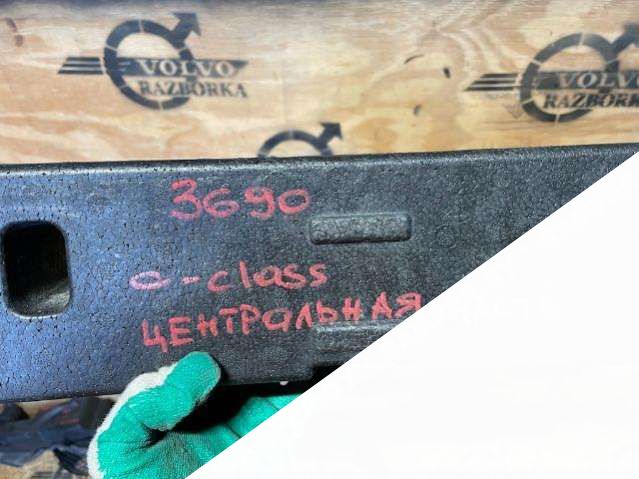 VOLVO
RAZBORKA
VOLVO
RAZBORKA
3690
a-class
ЦЕНТРАЛЬНАЯ